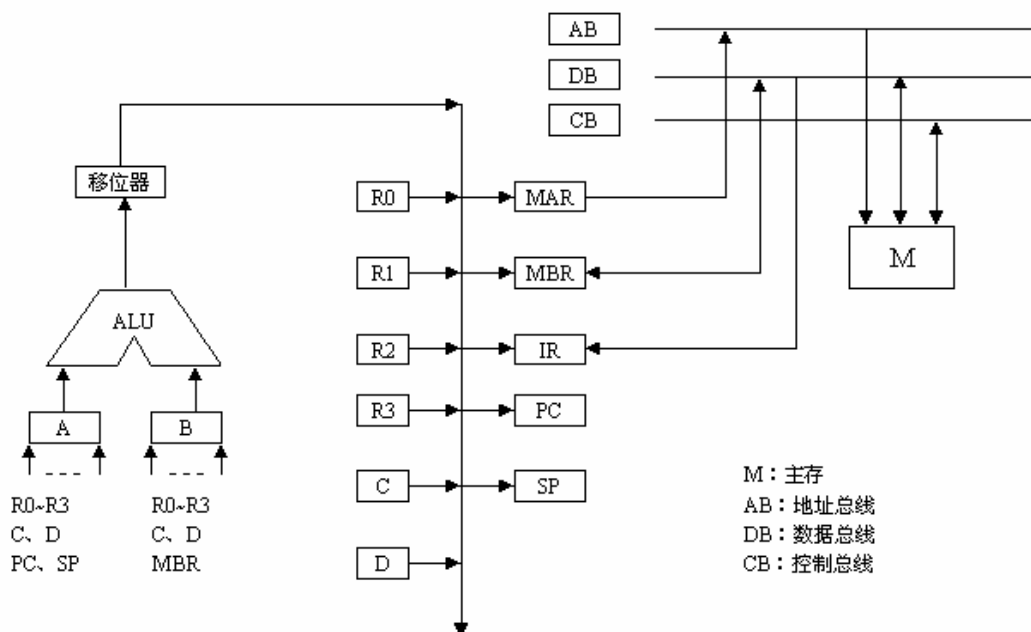 AB
DB
CB
移位器
R0
MAR
R1
MBR
M
ALU
R2
IR
R3
PC
A
B
C
SP
D
R0~R3
C、D
PC、SP
R0~R3
C、D
MBR
M：主存
AB：地址总线
DB：数据总线
CB：控制总线